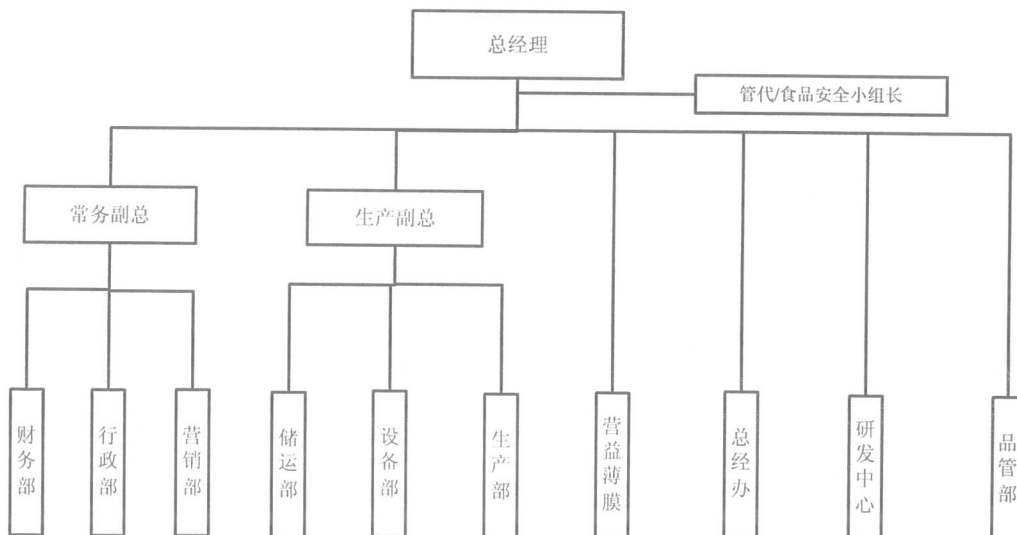 总经理
管代/食品安全小组长
常务副总
生产副总
财务部
行政部
营销部
储运部
设备部
生产部
营益薄膜
总经办
研发中心
品管部